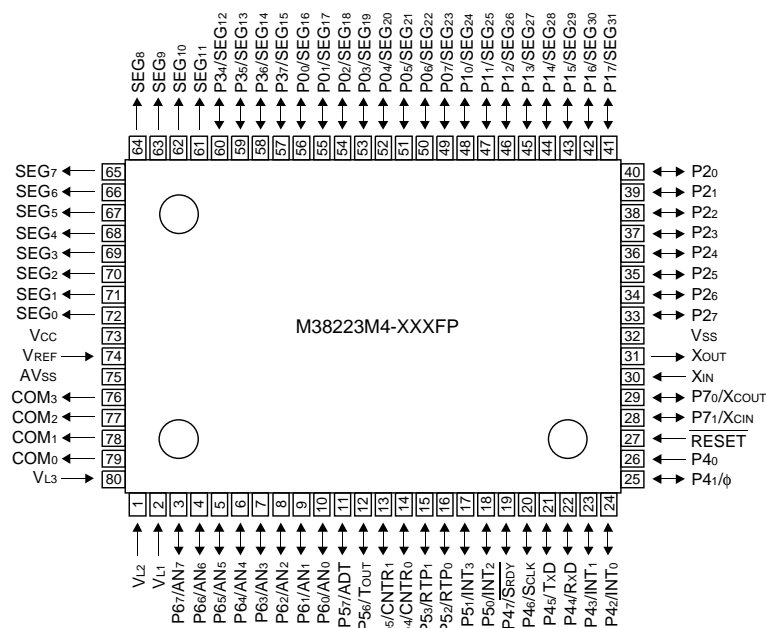 SEG8
SEG9
SEG10
SEG11
P34/SEG12
P35/SEG13
P36/SEG14
P37/SEG15
P00/SEG16
P01/SEG17
P02/SEG18
P03/SEG19
P04/SEG20
P05/SEG21
P06/SEG22
P07/SEG23
P10/SEG24
P11/SEG25
P12/SEG26
P13/SEG27
P14/SEG28
P15/SEG29
P16/SEG30
P17/SEG31
64 63 62 61 60 59 58 57 56 55 54 53 52 51 50 49 48 47 46 45 44 43 42 41
SEG7 65
SEG6 66
SEG5 67
SEG4 68
SEG3 69
SEG2 70
SEG1 71
SEG0 72
VCC 73
VREF 74
AVSS 75
COM3 76
COM2 77
COM1 78
COM0 79
VL3 80
M38223M4-XXXFP
40 P20
39 P21
38 P22
37 P23
36 P24
35 P25
34 P26
33 P27
32 VSS
31 XOUT
30 XIN
29 P70/XCOUT
28 P71/XCIN
27 RESET
26 P40
25 P41/ϕ
1 2 3 4 5 6 7 8 9 10 11 12 13 14 15 16 17 18 19 20 21 22 23 24
VL2
VL1
P67/AN7
P66/AN6
P65/AN5
P64/AN4
P63/AN3
P62/AN2
P61/AN1
P60/AN0
P57/ADT
P56/TOUT
5/CNTR1
54/CNTR0
P53/RTP1
P52/RTP0
P51/INT3
P50/INT2
P47/SRDY
P46/SCLK
P45/TXD
P44/RXD
P43/INT1
P42/INT0